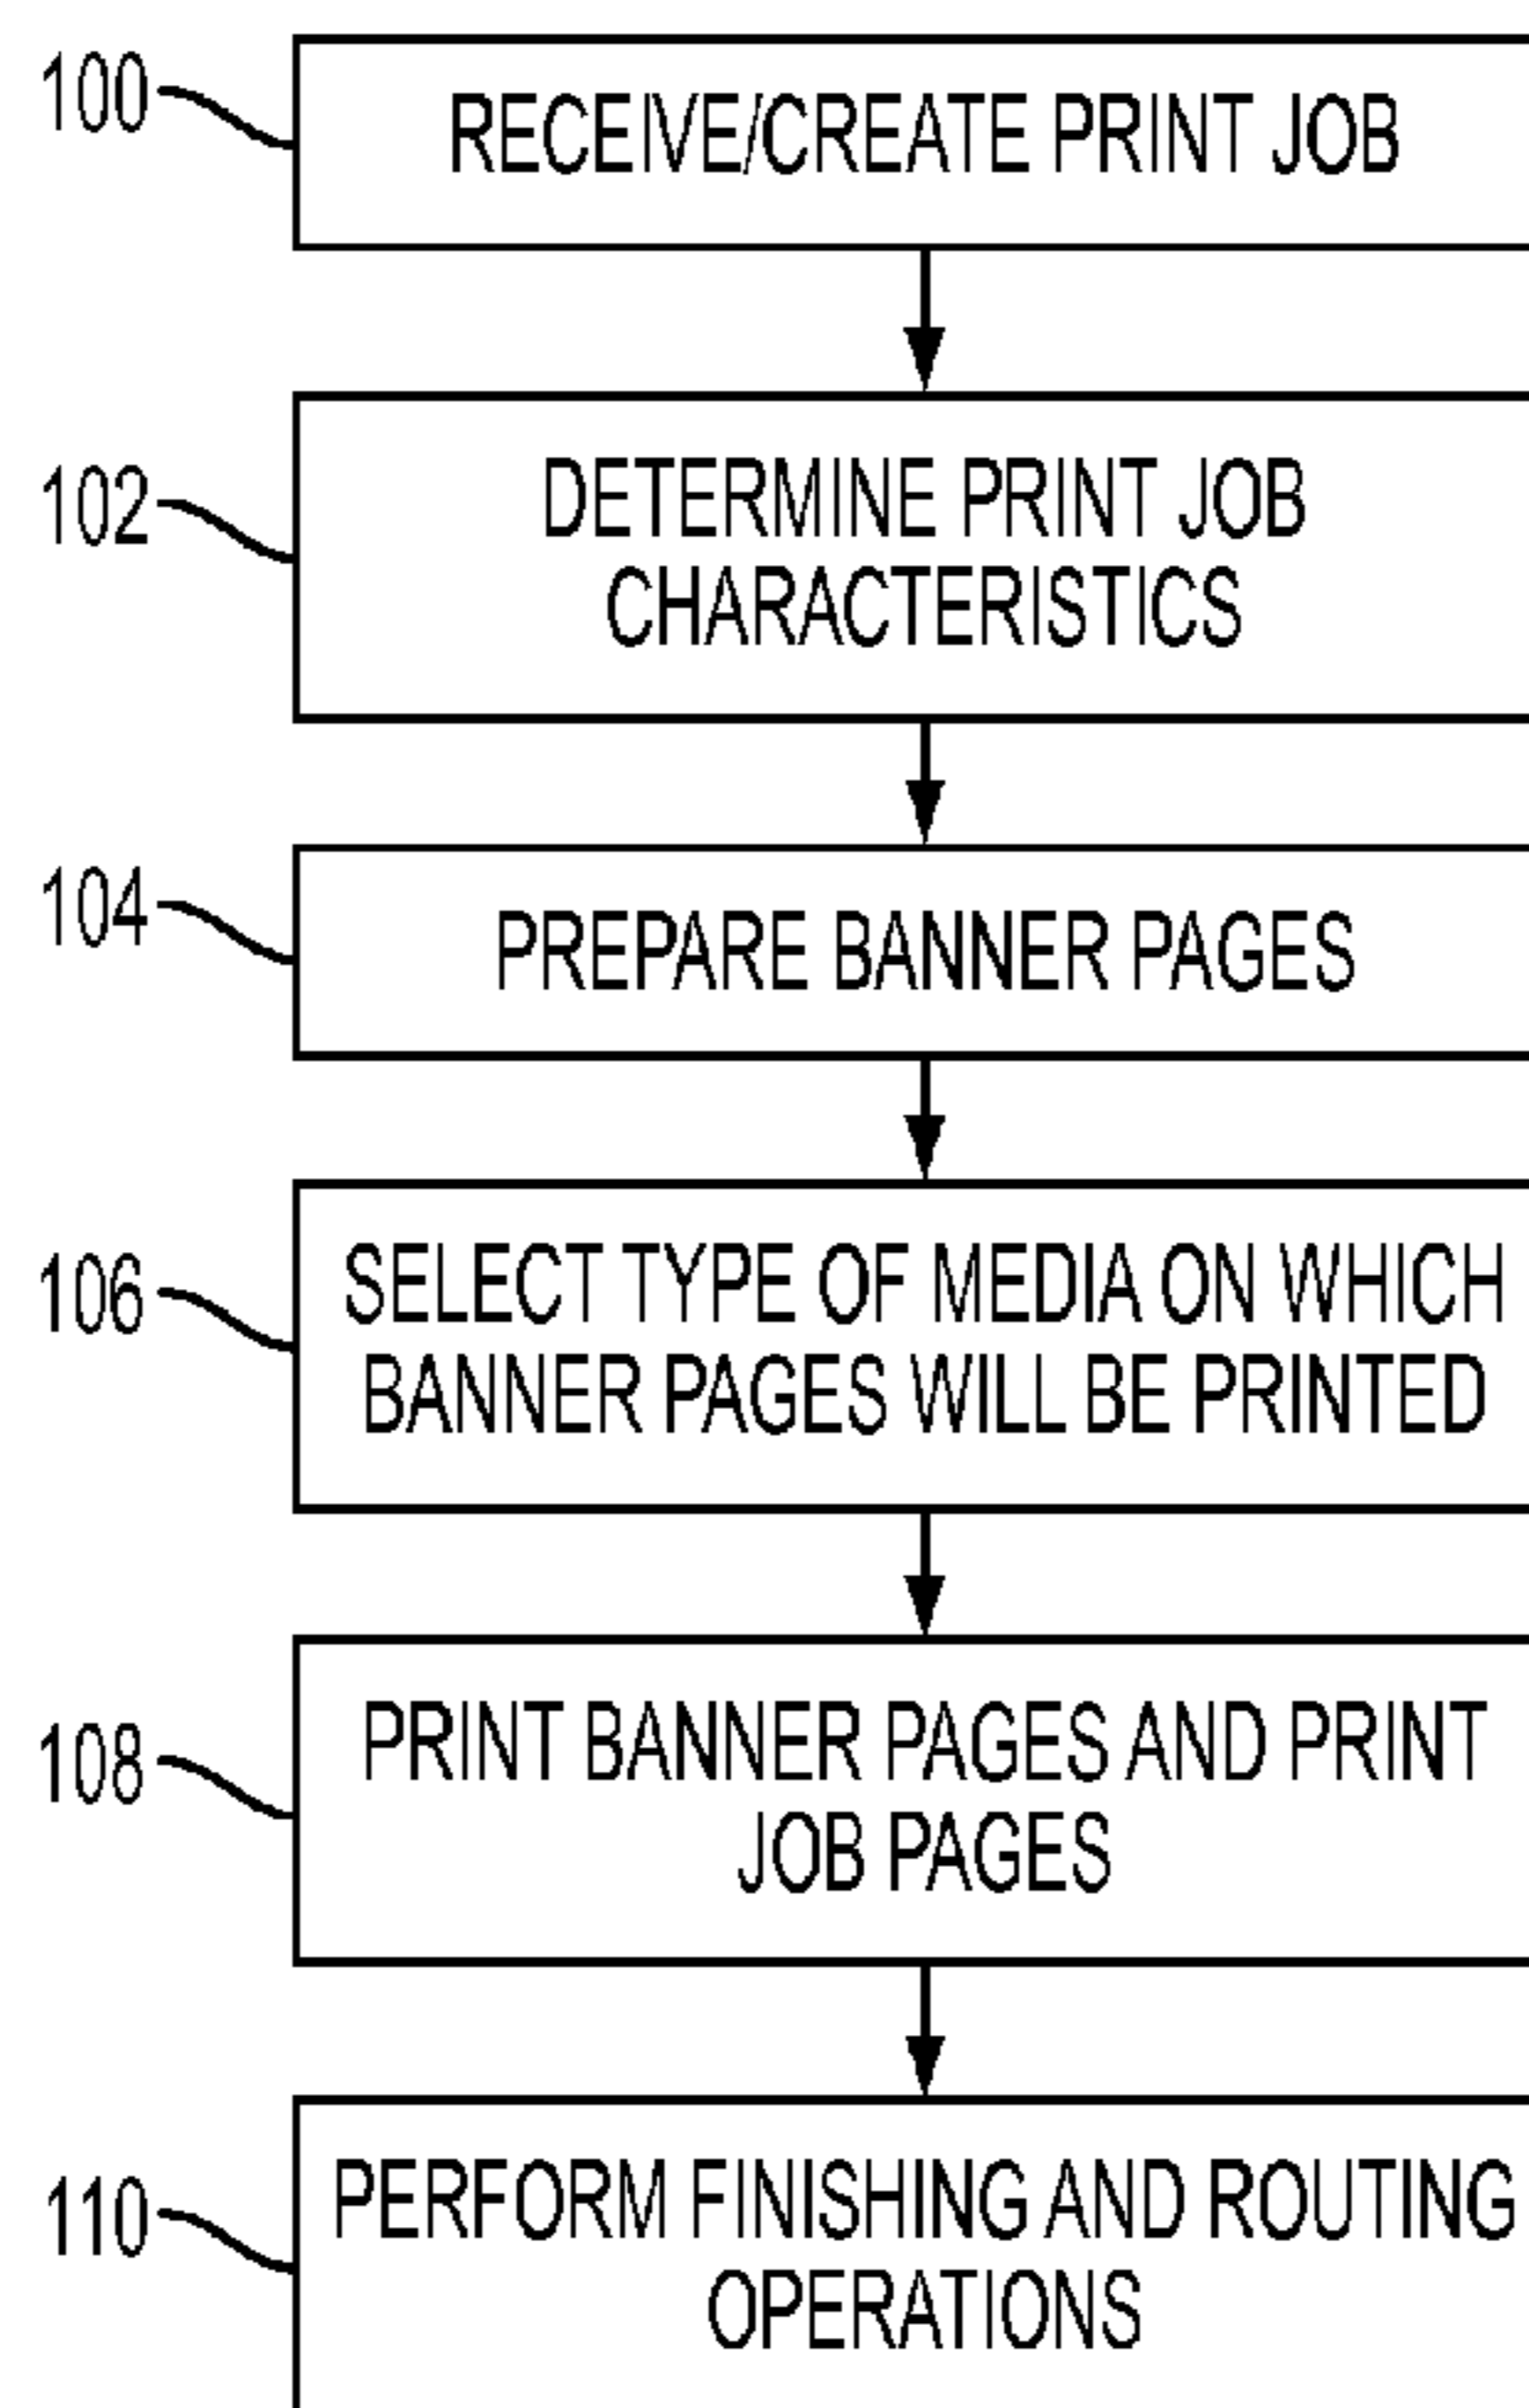 100
RECEIVE/CREATE PRINT JOB
102
DETERMINE PRINT JOB
CHARACTERISTICS
104
PREPARE BANNER PAGES
106
SELECT TYPE OF MEDIA ON WHICH
BANNER PAGES WILL BE PRINTED
108
PRINT BANNER PAGES AND PRINT
JOB PAGES
110
PERFORM FINISHING AND ROUTING
OPERATIONS